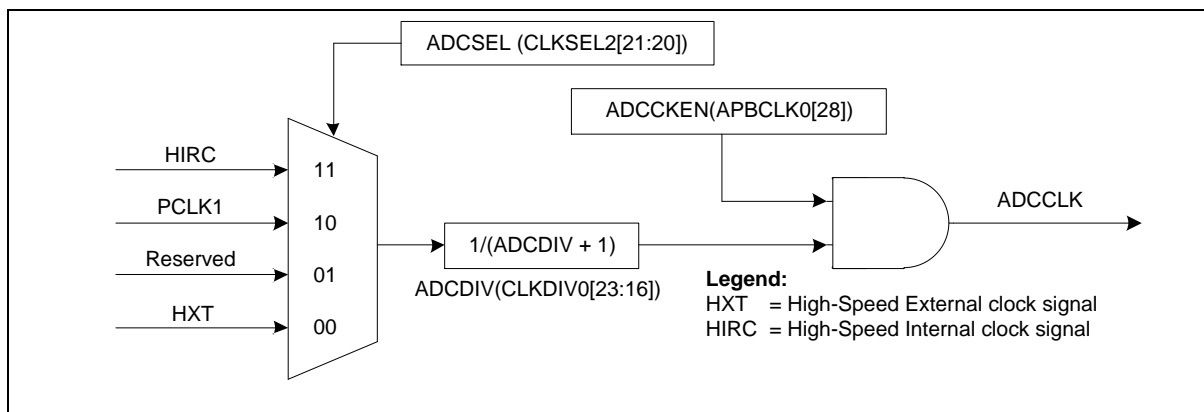 ADCSEL (CLKSEL2[21:20])
ADCCKEN(APBCLK0[28])
HIRC
11
PCLK1
10
Reserved
01
HXT
00
1/(ADCDIV + 1)
ADCDIV(CLKDIV0[23:16])
ADCCLK
Legend:
HXT = High-Speed External clock signal
HIRC = High-Speed Internal clock signal